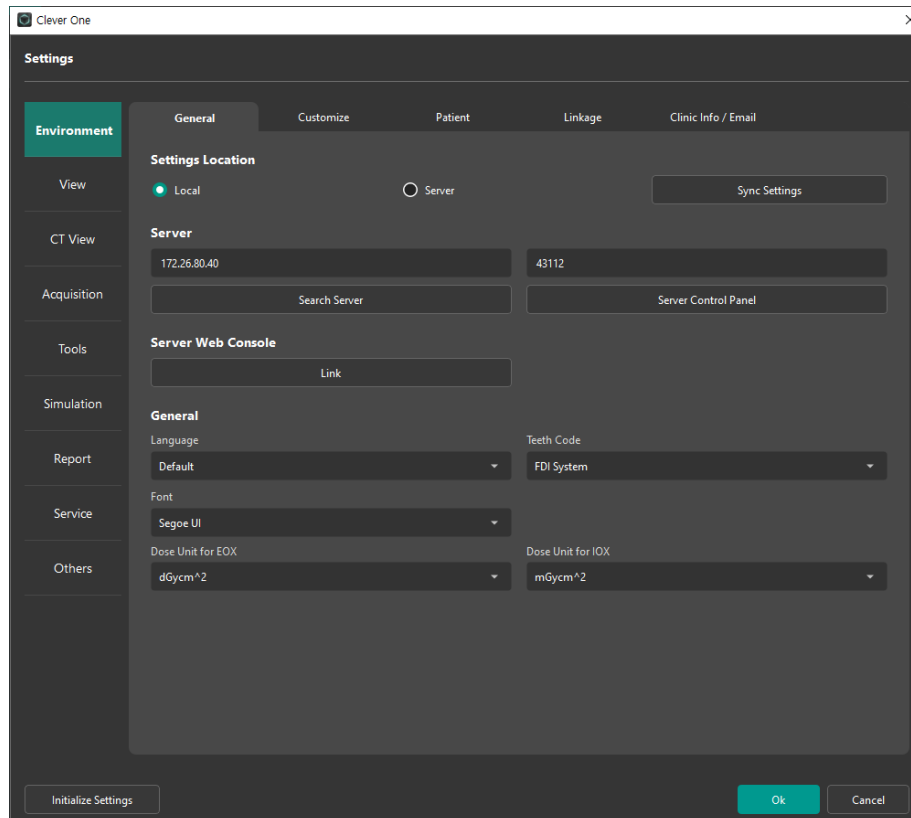 Clever One
Settings
Environment
View
CT View
Acquisition
Tools
Simulation
Report
Service
Others
General Customize Patient Linkage Clinic Info / Email
Settings Location
Local Server Sync Settings
Server
172.26.80.40 43112
Search Server Server Control Panel
Server Web Console
Link
General
Language Teeth Code
Default FDI System
Font
Segoe UI
Dose Unit for EOX Dose Unit for IOX
dGycm^2 mGycm^2
Initialize Settings Ok Cancel